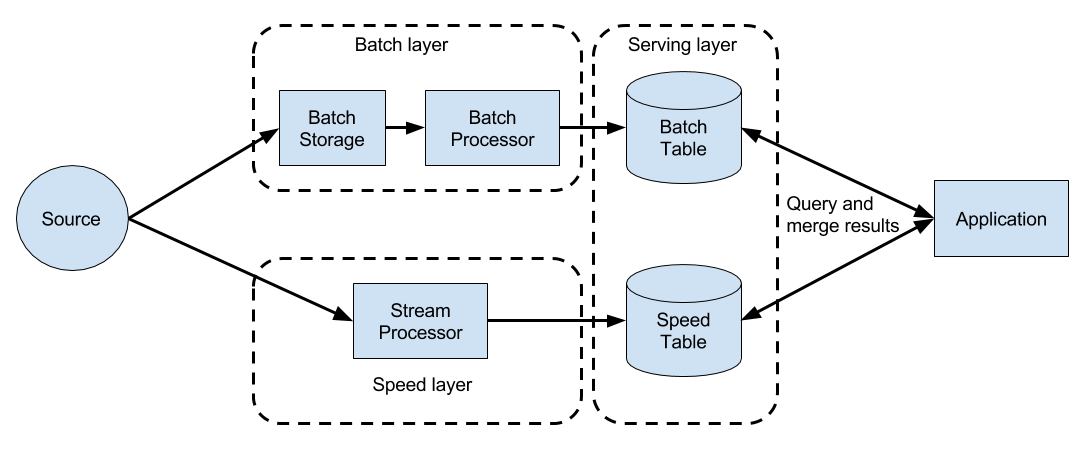 Batch layer
Serving layer
Batch
Storage
Batch
Processor
Batch
Table
Source
Query and
merge results
Application
Stream
Processor
Speed
Table
Speed layer